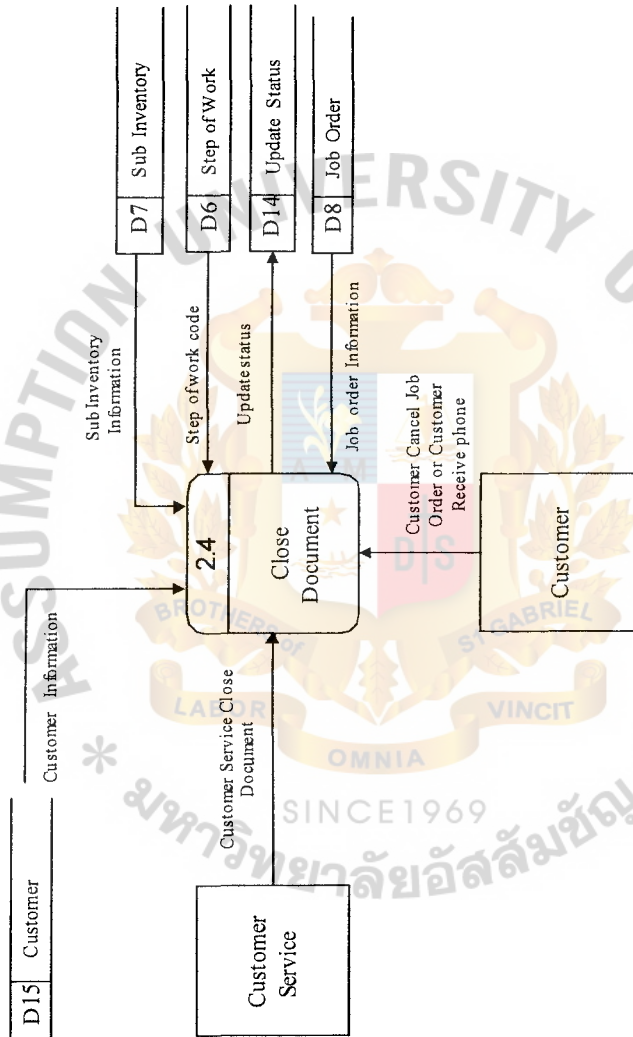 D15 Customer
Customer Information
D7 Sub Inventory
Sub Inventory
Information
D6 Step of Work
Step of work code
D14 Update Status
Update status
D8 Job Order
Job order Information
2.4
Close
Document
Customer Service Close
Document
Customer
Service
Customer Cancel Job
Order or Customer
Receive phone
Customer
ASSUMPTION UNIVERSITY
A M
D S
BROTHERS of
ST GABRIEL
LABOR
OMNIA
VINCIT
SINCE1969